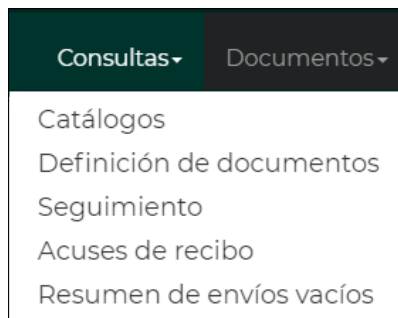 Consultas Documentos
Catálogos
Definición de documentos
Seguimiento
Acuses de recibo
Resumen de envíos vacíos